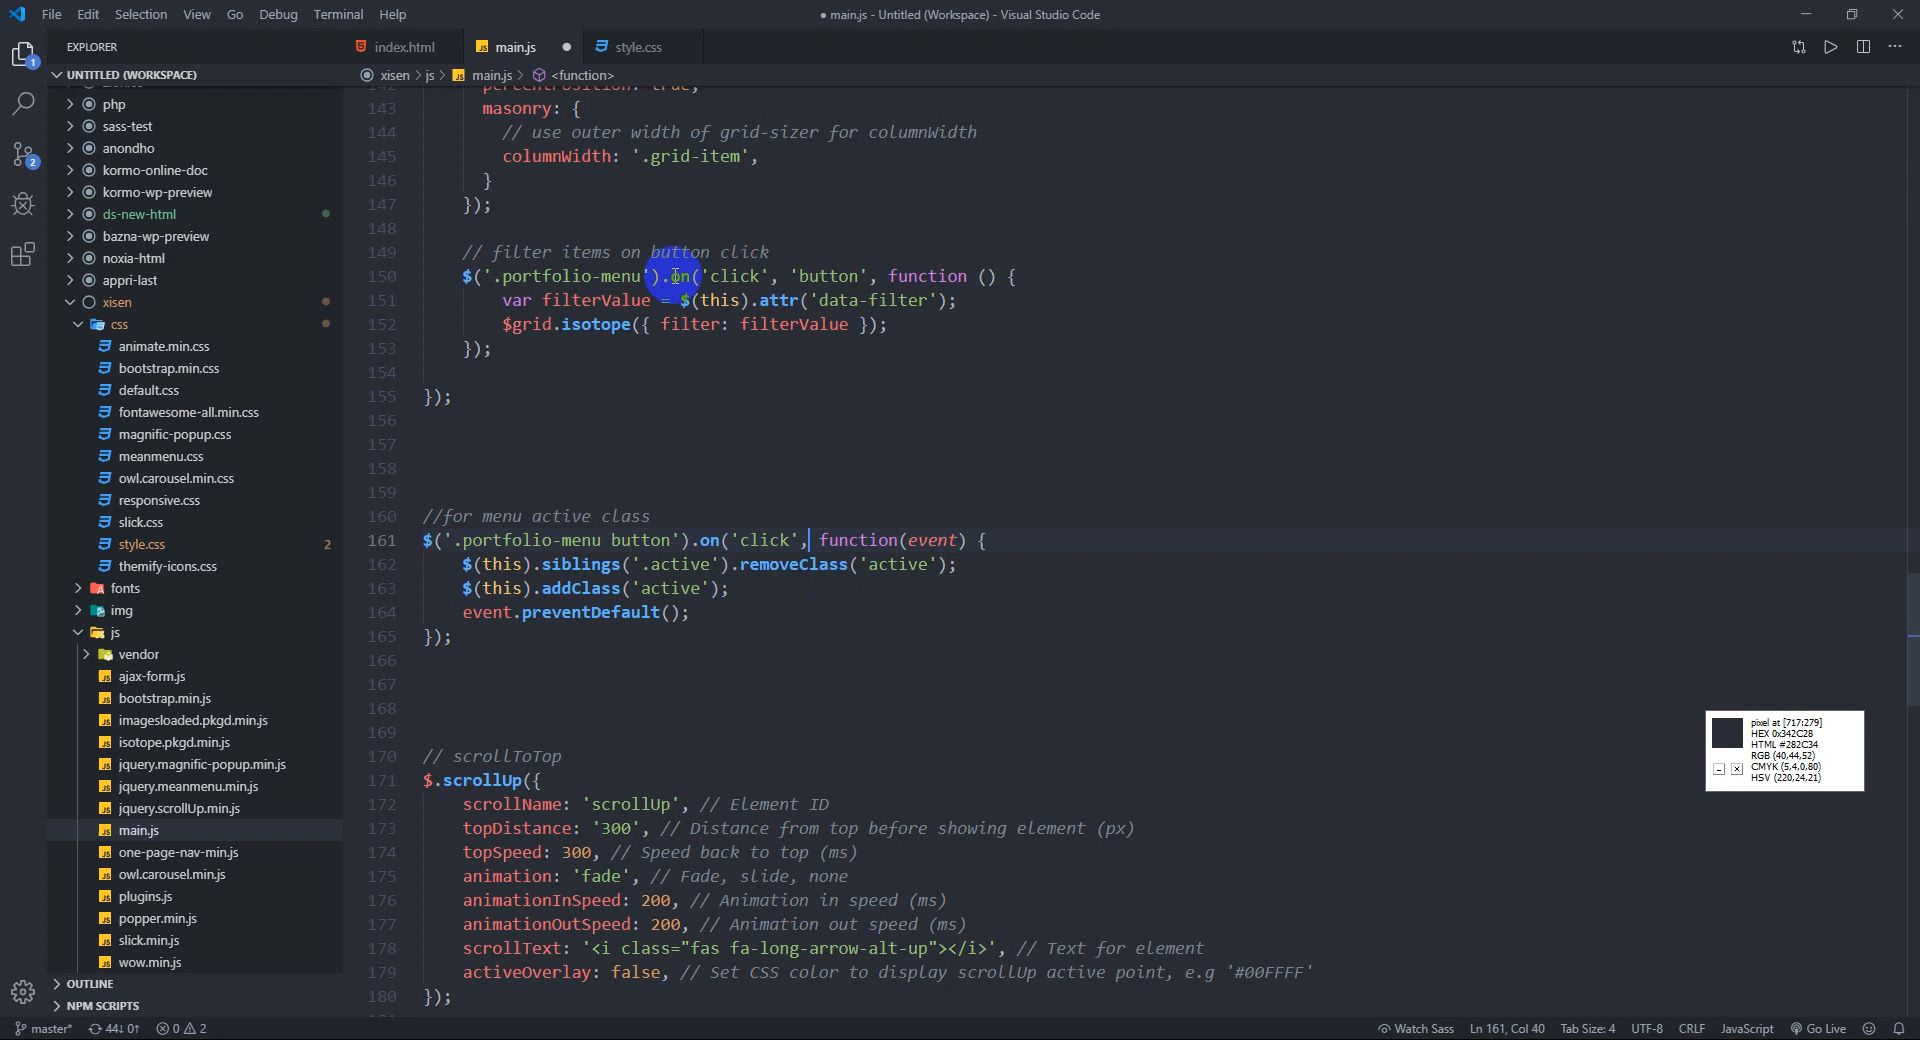 File Edit Selection View Go Debug Terminal Help
● main.js - Untitled (Workspace) - Visual Studio Code
EXPLORER
index.html
main.js
style.css
UNTITLED (WORKSPACE)
xisen > js > main.js > <function>
1
2
php
sass-test
anondho
kormo-online-doc
kormo-wp-preview
ds-new-html
bazna-wp-preview
noxia-html
appri-last
xisen
css
animate.min.css
bootstrap.min.css
default.css
fontawesome-all.min.css
magnific-popup.css
meanmenu.css
owl.carousel.min.css
responsive.css
slick.css
style.css 2
themify-icons.css
fonts
img
js
vendor
ajax-form.js
bootstrap.min.js
imagesloaded.pkgd.min.js
isotope.pkgd.min.js
jquery.magnific-popup.min.js
jquery.meanmenu.min.js
jquery.scrollUp.min.js
main.js
one-page-nav-min.js
owl.carousel.min.js
plugins.js
popper.min.js
slick.min.js
wow.min.js
OUTLINE
NPM SCRIPTS
142 percentPosition: true,
143 masonry: {
144 // use outer width of grid-sizer for columnWidth
145 columnWidth: '.grid-item',
146 }
147 });
148
149 // filter items on button click
150 $('.portfolio-menu').on('click', 'button', function () {
151 var filterValue = $(this).attr('data-filter');
152 $grid.isotope({ filter: filterValue });
153 });
154
155 });
156
157
158
159
160 //for menu active class
161 $('.portfolio-menu button').on('click', function(event) {
162 $(this).siblings('.active').removeClass('active');
163 $(this).addClass('active');
164 event.preventDefault();
165 });
166
167
168
169
170 // scrollToTop
171 $.scrollUp({
172 scrollName: 'scrollUp', // Element ID
173 topDistance: '300', // Distance from top before showing element (px)
174 topSpeed: 300, // Speed back to top (ms)
175 animation: 'fade', // Fade, slide, none
176 animationInSpeed: 200, // Animation in speed (ms)
177 animationOutSpeed: 200, // Animation out speed (ms)
178 scrollText: '<i class="fas fa-long-arrow-alt-up"></i>', // Text for element
179 activeOverlay: false, // Set CSS color to display scrollUp active point, e.g '#00FFFF'
180 });
pixel at [717:279]
HEX 0x342C28
HTML #282C34
RGB (40,44,52)
CMYK (5,4,0,80)
HSV (220,24,21)
master* 44↓ 0↑ 0 2
Watch Sass Ln 161, Col 40 Tab Size: 4 UTF-8 CRLF JavaScript Go Live